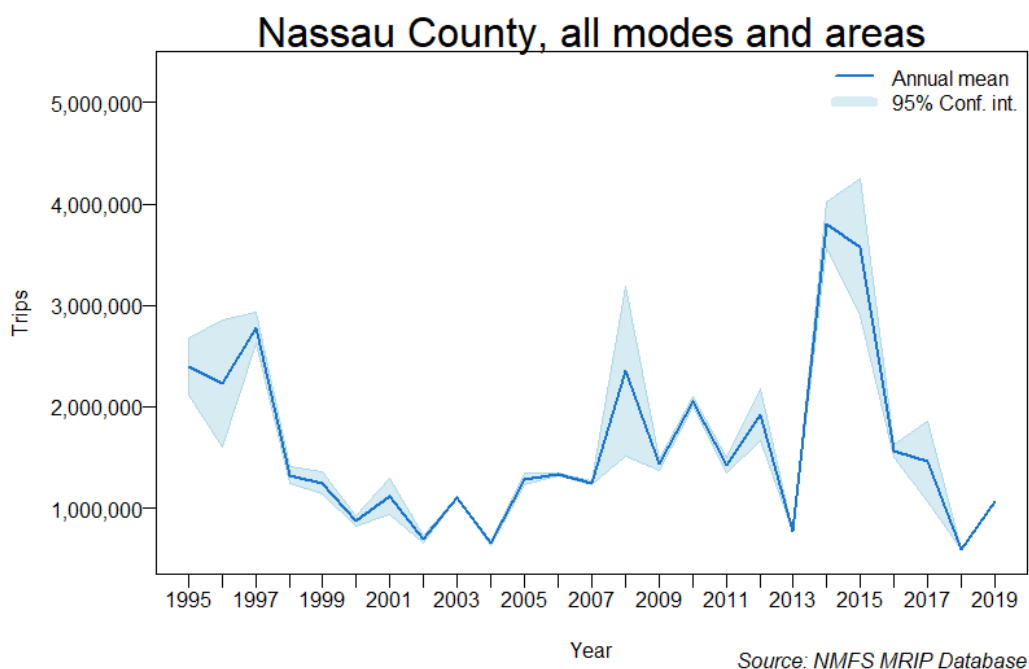 Nassau County, all modes and areas
Annual mean
95% Conf. int.
5,000,000
4,000,000
3,000,000
2,000,000
1,000,000
Trips
1995 1997 1999 2001 2003 2005 2007 2009 2011 2013 2015 2017 2019
Year
Source: NMFS MRIP Database